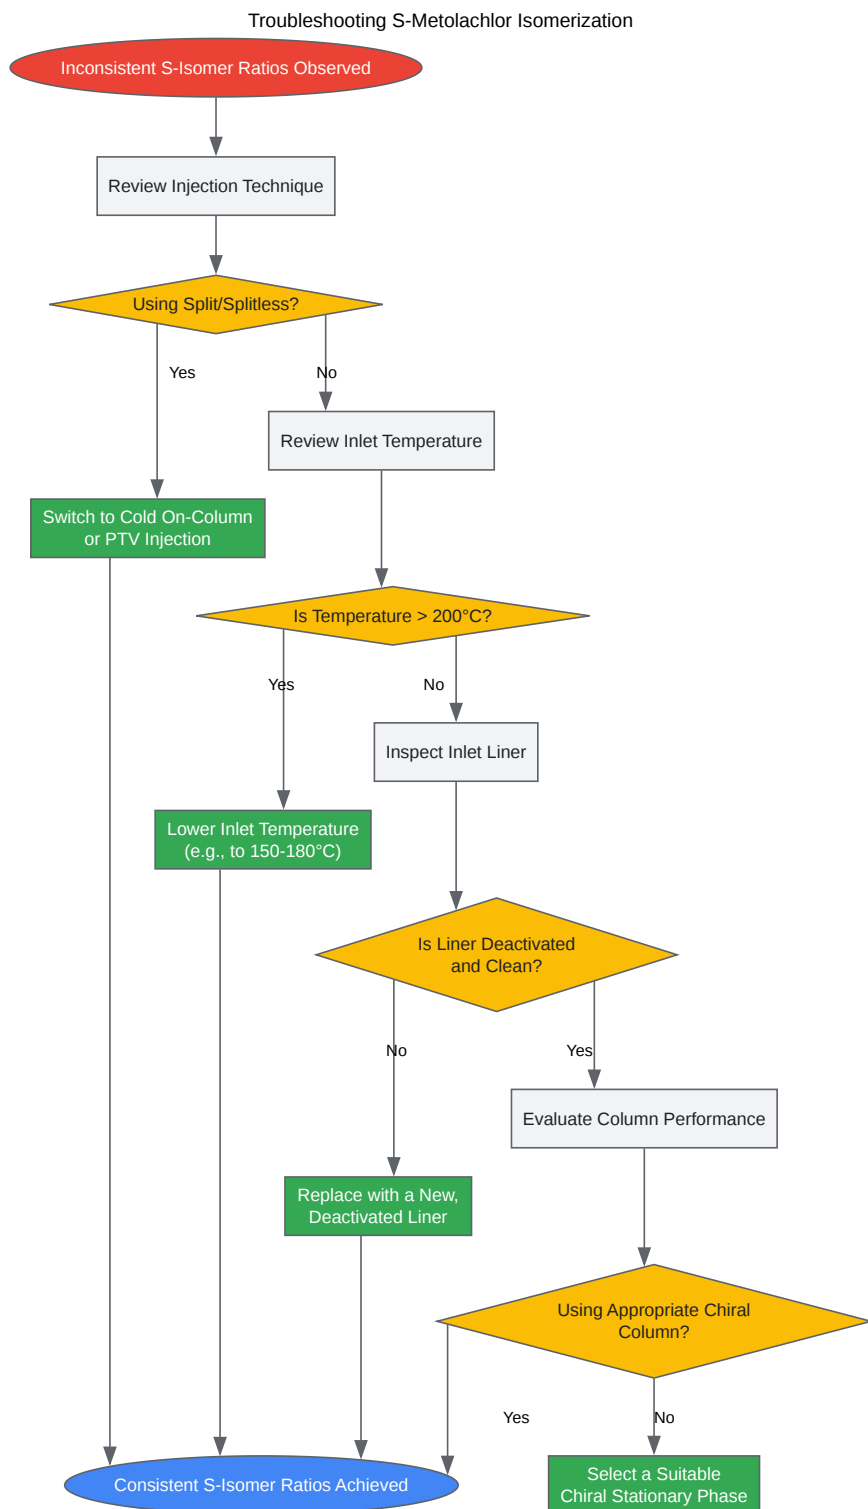 Troubleshooting S-Metolachlor Isomerization
Inconsistent S-Isomer Ratios Observed
Review Injection Technique
Using Split/Splitless?
Yes
No
Review Inlet Temperature
Switch to Cold On-Column
or PTV Injection
Is Temperature > 200°C?
Yes
No
Inspect Inlet Liner
Lower Inlet Temperature
(e.g., to 150-180°C)
Is Liner Deactivated
and Clean?
No
Yes
Evaluate Column Performance
Replace with a New,
Deactivated Liner
Using Appropriate Chiral
Column?
Yes
No
Consistent S-Isomer Ratios Achieved
Select a Suitable
Chiral Stationary Phase